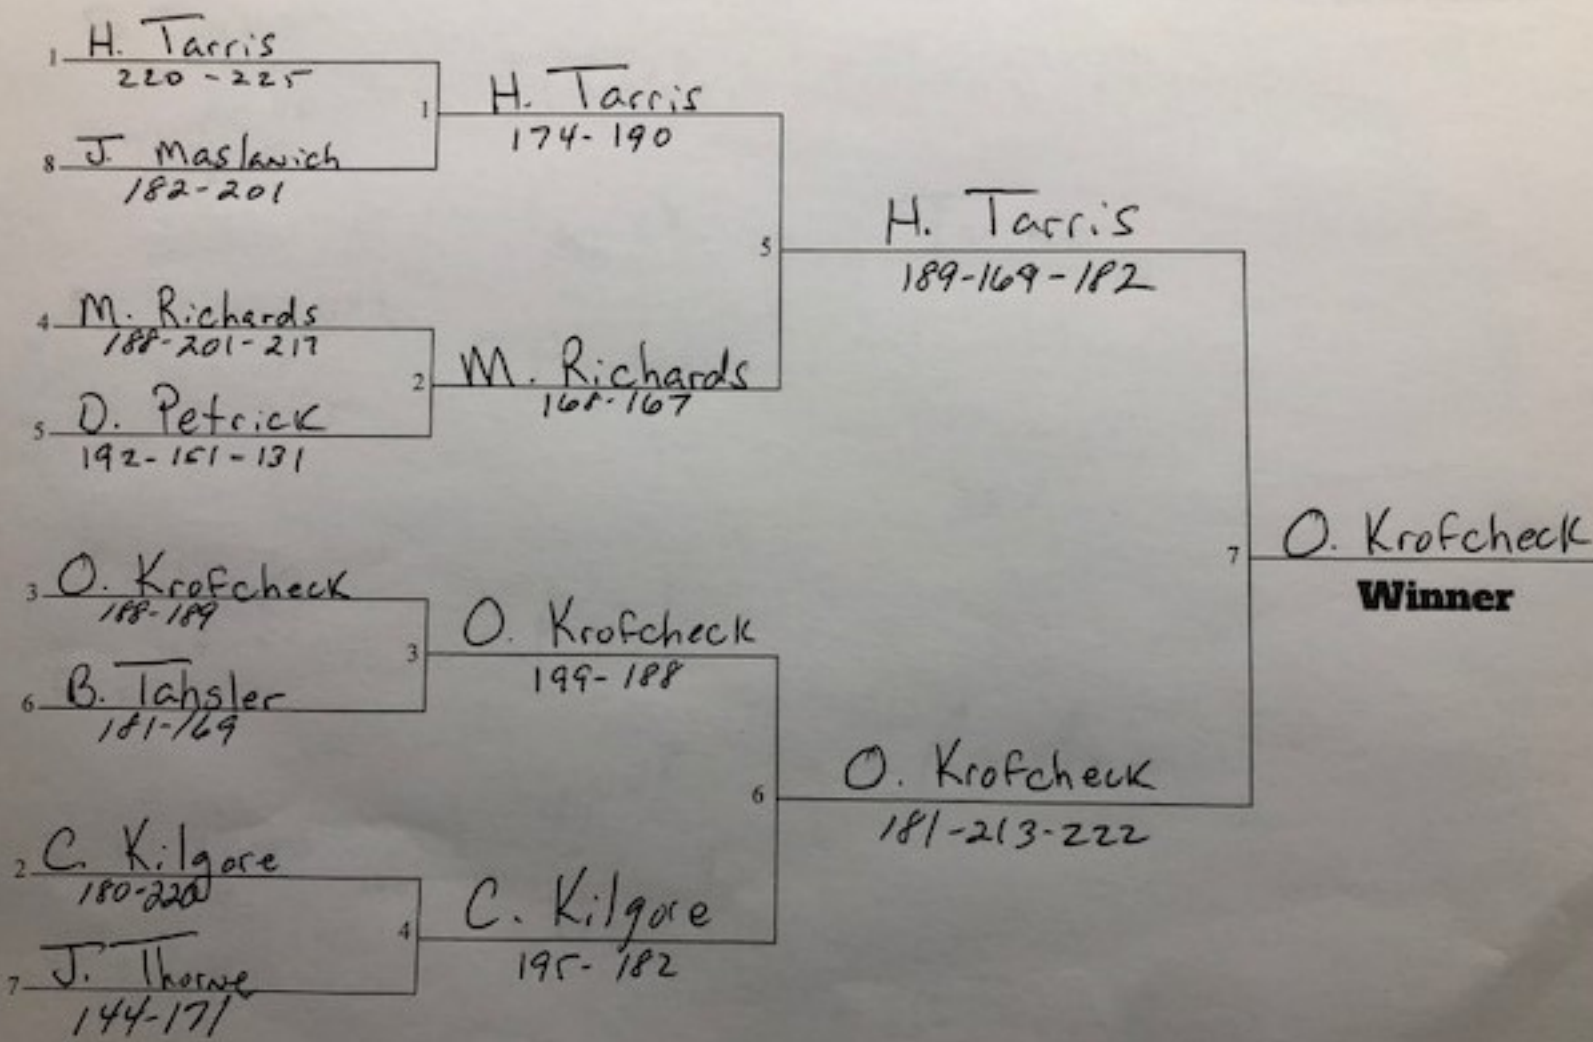 1 H. Tarris
220 - 225
1
8 J. Maslanich
182-201
H. Tarris
174-190
4 M. Richards
188-201-217
2
5 D. Petrick
192-151-131
M. Richards
168-167
5
H. Tarris
189-169-182
3 O. Krofcheck
188-189
3
6 B. Tahsler
181-169
O. Krofcheck
199-188
2 C. Kilgore
180-220
4
7 J. Thorne
144-171
C. Kilgore
195-182
6
O. Krofcheck
181-213-222
7
O. Krofcheck
Winner